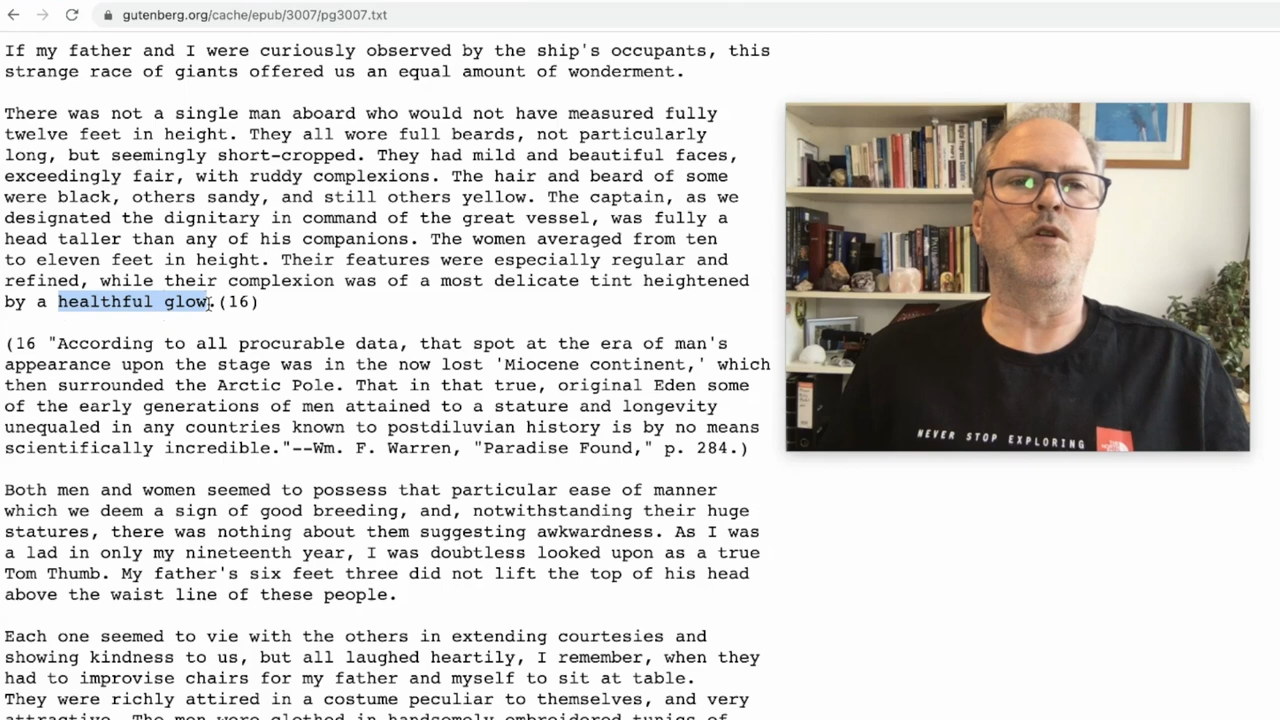 gutenberg.org/cache/epub/3007/pg3007.txt
If my father and I were curiously observed by the ship's occupants, this
strange race of giants offered us an equal amount of wonderment.
There was not a single man aboard who would not have measured fully
twelve feet in height. They all wore full beards, not particularly
long, but seemingly short-cropped. They had mild and beautiful faces,
exceedingly fair, with ruddy complexions. The hair and beard of some
were black, others sandy, and still others yellow. The captain, as we
designated the dignitary in command of the great vessel, was fully a
head taller than any of his companions. The women averaged from ten
to eleven feet in height. Their features were especially regular and
refined, while their complexion was of a most delicate tint heightened
by a healthful glow.(16)
(16 "According to all procurable data, that spot at the era of man's
appearance upon the stage was in the now lost 'Miocene continent,' which
then surrounded the Arctic Pole. That in that true, original Eden some
of the early generations of men attained to a stature and longevity
unequaled in any countries known to postdiluvian history is by no means
scientifically incredible."--Wm. F. Warren, "Paradise Found," p. 284.)
Both men and women seemed to possess that particular ease of manner
which we deem a sign of good breeding, and, notwithstanding their huge
statures, there was nothing about them suggesting awkwardness. As I was
a lad in only my nineteenth year, I was doubtless looked upon as a true
Tom Thumb. My father's six feet three did not lift the top of his head
above the waist line of these people.
Each one seemed to vie with the others in extending courtesies and
showing kindness to us, but all laughed heartily, I remember, when they
had to improvise chairs for my father and myself to sit at table.
They were richly attired in a costume peculiar to themselves, and very
attractive. The men were clothed in handsomely embroidered tunics of
NEVER STOP EXPLORING